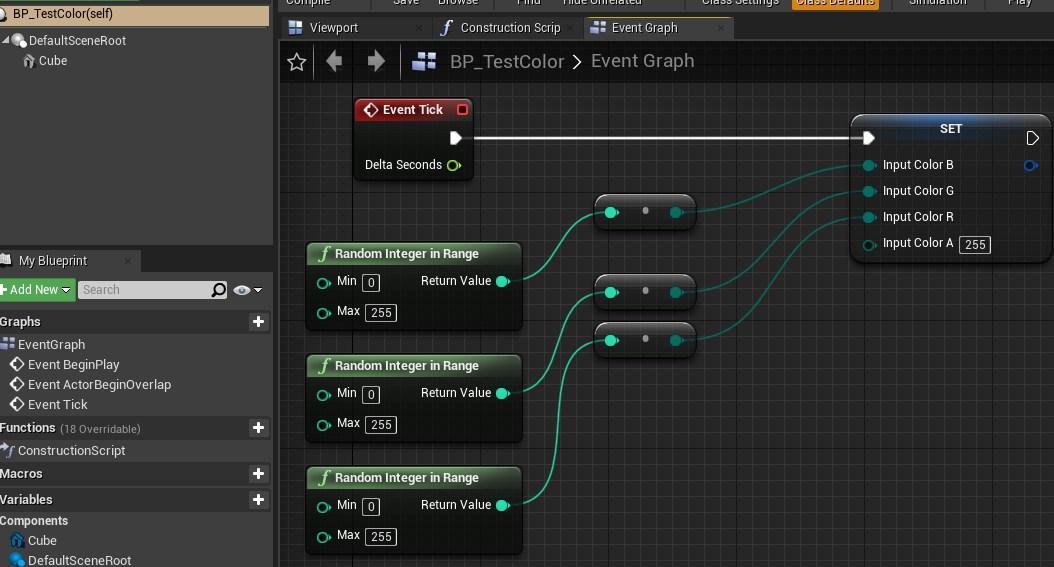 Compile Save Browse Find Hide Unrelated Class Settings Class Defaults Simulation Play
BP_TestColor(self)
DefaultSceneRoot
Cube
Viewport
Construction Scrip
Event Graph
BP_TestColor > Event Graph
Event Tick
Delta Seconds
SET
Input Color B
Input Color G
Input Color R
Input Color A 255
Random Integer in Range
Min 0 Return Value
Max 255
Random Integer in Range
Min 0 Return Value
Max 255
Random Integer in Range
Min 0 Return Value
Max 255
My Blueprint
Add New
Search
Graphs
EventGraph
Event BeginPlay
Event ActorBeginOverlap
Event Tick
Functions (18 Overridable)
ConstructionScript
Macros
Variables
Components
Cube
DefaultSceneRoot